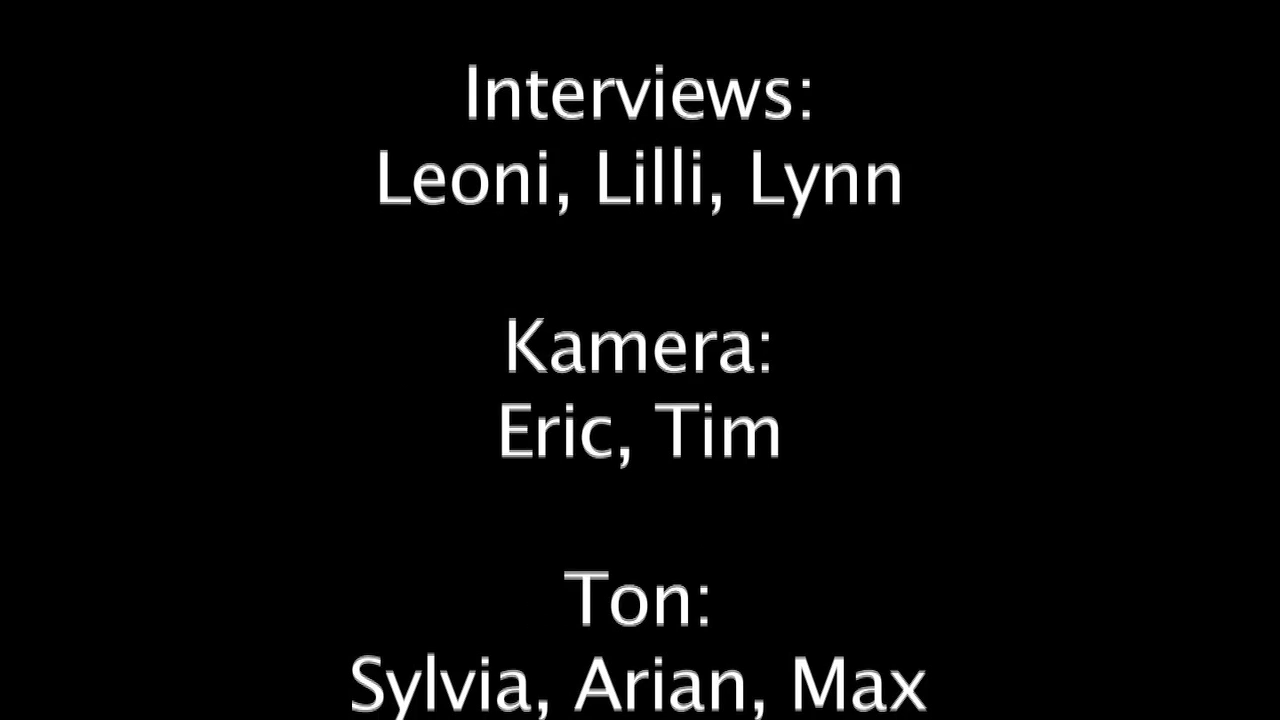 Interviews:
Leoni, Lilli, Lynn
Kamera:
Eric, Tim
Ton:
Sylvia, Arian, Max